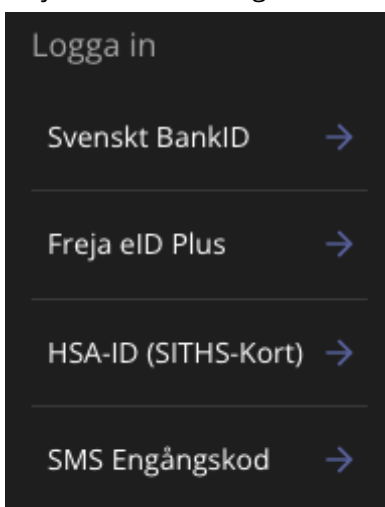 Logga in
Svenskt BankID
Freja eID Plus
HSA-ID (SITHS-Kort)
SMS Engångskod